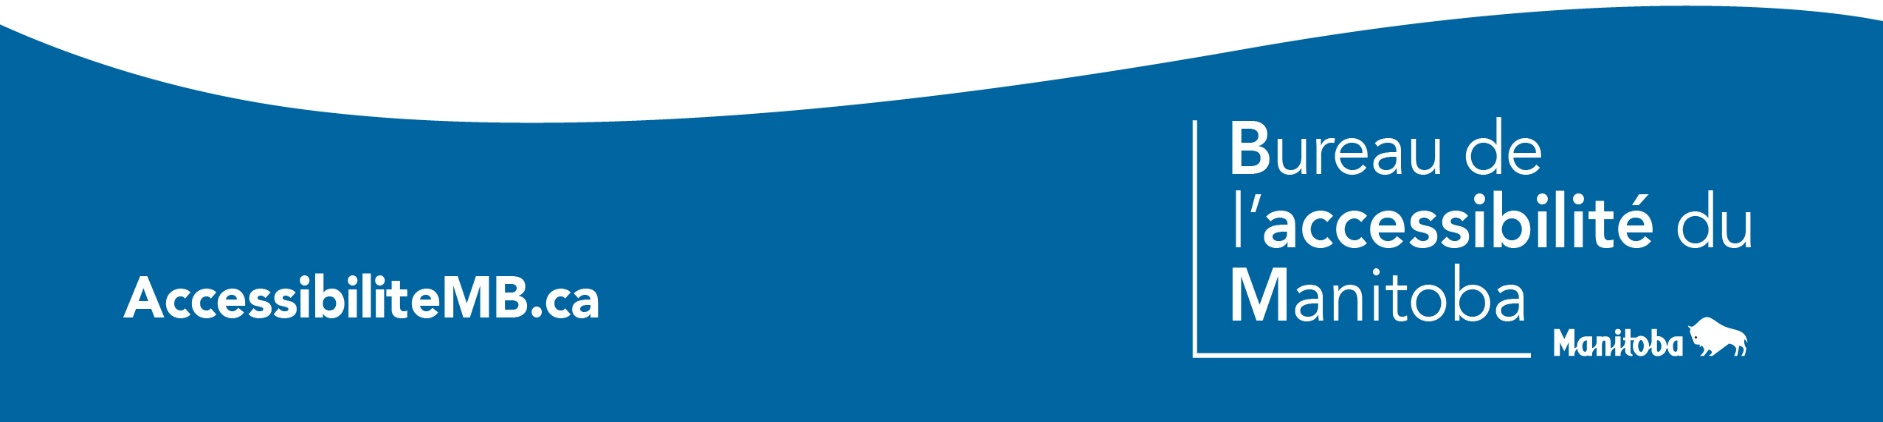 Bureau de
l'accessibilité du
Manitoba
AccessibiliteMB.ca
Manitoba